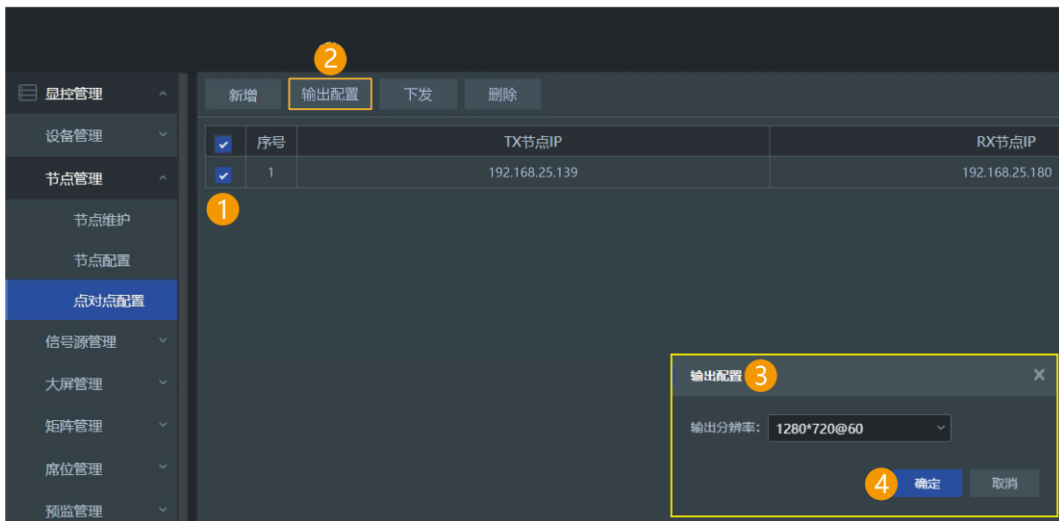 2
显控管理
新增 输出配置 下发 删除
设备管理
序号 TX节点IP RX节点IP
节点管理
1 192.168.25.139 192.168.25.180
1
节点维护
节点配置
点对点配置
信号源管理
大屏管理
输出配置 3 ×
矩阵管理
输出分辨率: 1280*720@60
席位管理
4 确定 取消
预监管理